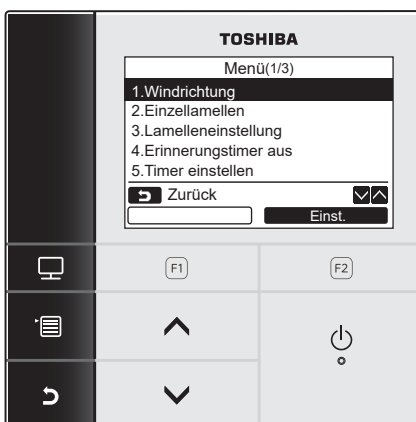 TOSHIBA
Menü(1/3)
1.Windrichtung
2.Einzellamellen
3.Lamelleneinstellung
4.Erinnerungstimer aus
5.Timer einstellen
Zurück
Einst.
F1 F2